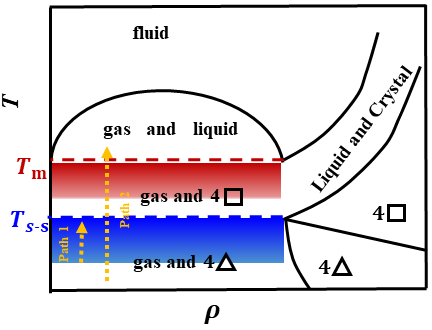 fluid
T
gas and liquid
Liquid and Crystal
Tm
gas and 4□
Path 2
4□
Ts-s
Path 1
gas and 4△
4△
ρ